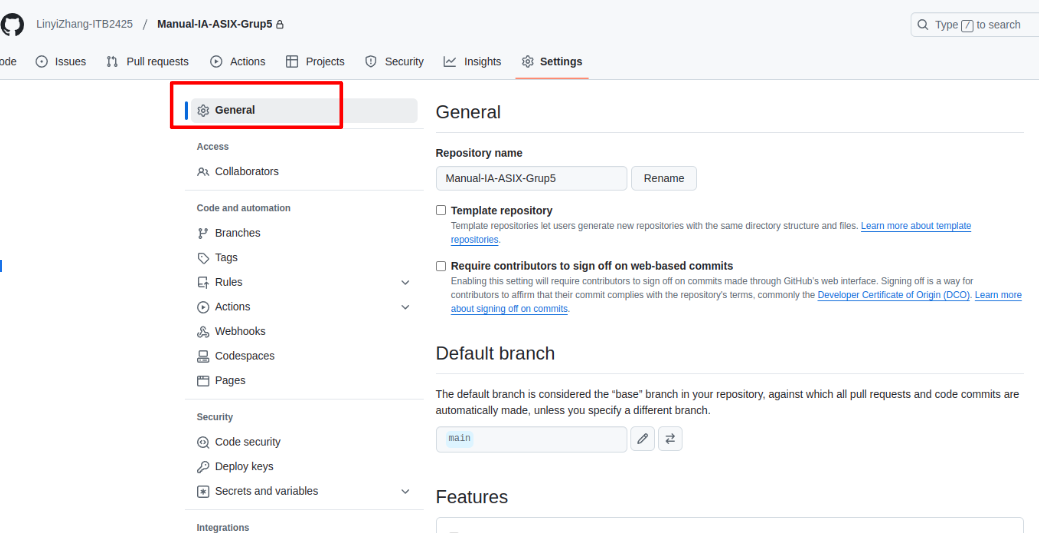 LinyiZhang-ITB2425 / Manual-IA-ASIX-Grup5
Type / to search
ode Issues Pull requests Actions Projects Security Insights Settings
General
Access
Collaborators
Code and automation
Branches
Tags
Rules
Actions
Webhooks
Codespaces
Pages
Security
Code security
Deploy keys
Secrets and variables
Integrations
General
Repository name
Manual-IA-ASIX-Grup5 Rename
Template repository
Template repositories let users generate new repositories with the same directory structure and files. Learn more about template
repositories.
Require contributors to sign off on web-based commits
Enabling this setting will require contributors to sign off on commits made through GitHub's web interface. Signing off is a way for
contributors to affirm that their commit complies with the repository's terms, commonly the Developer Certificate of Origin (DCO). Learn more
about signing off on commits.
Default branch
The default branch is considered the “base” branch in your repository, against which all pull requests and code commits are
automatically made, unless you specify a different branch.
main
Features